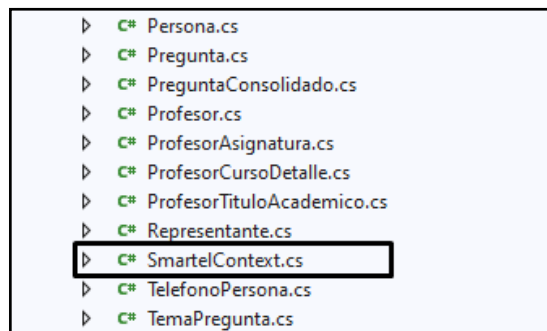 C# Persona.cs
C# Pregunta.cs
C# PreguntaConsolidado.cs
C# Profesor.cs
C# ProfesorAsignatura.cs
C# ProfesorCursoDetalle.cs
C# ProfesorTituloAcademico.cs
C# Representante.cs
C# SmartelContext.cs
C# TelefonoPersona.cs
C# TemaPregunta.cs